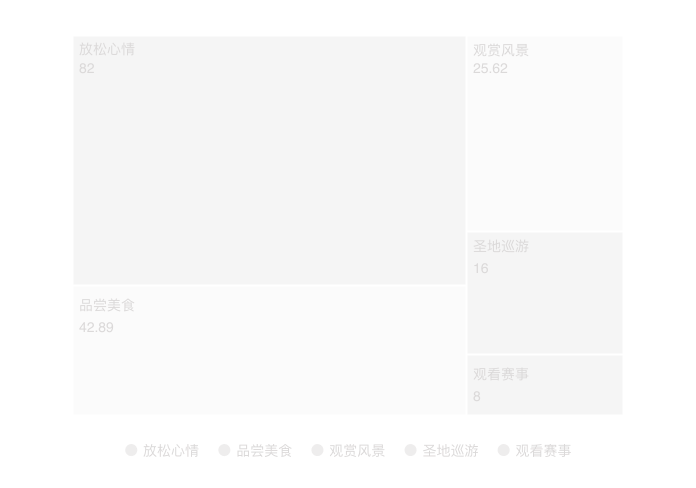 放松心情
82
观赏风景
25.62
圣地巡游
16
品尝美食
42.89
观看赛事
8
放松心情 品尝美食 观赏风景 圣地巡游 观看赛事